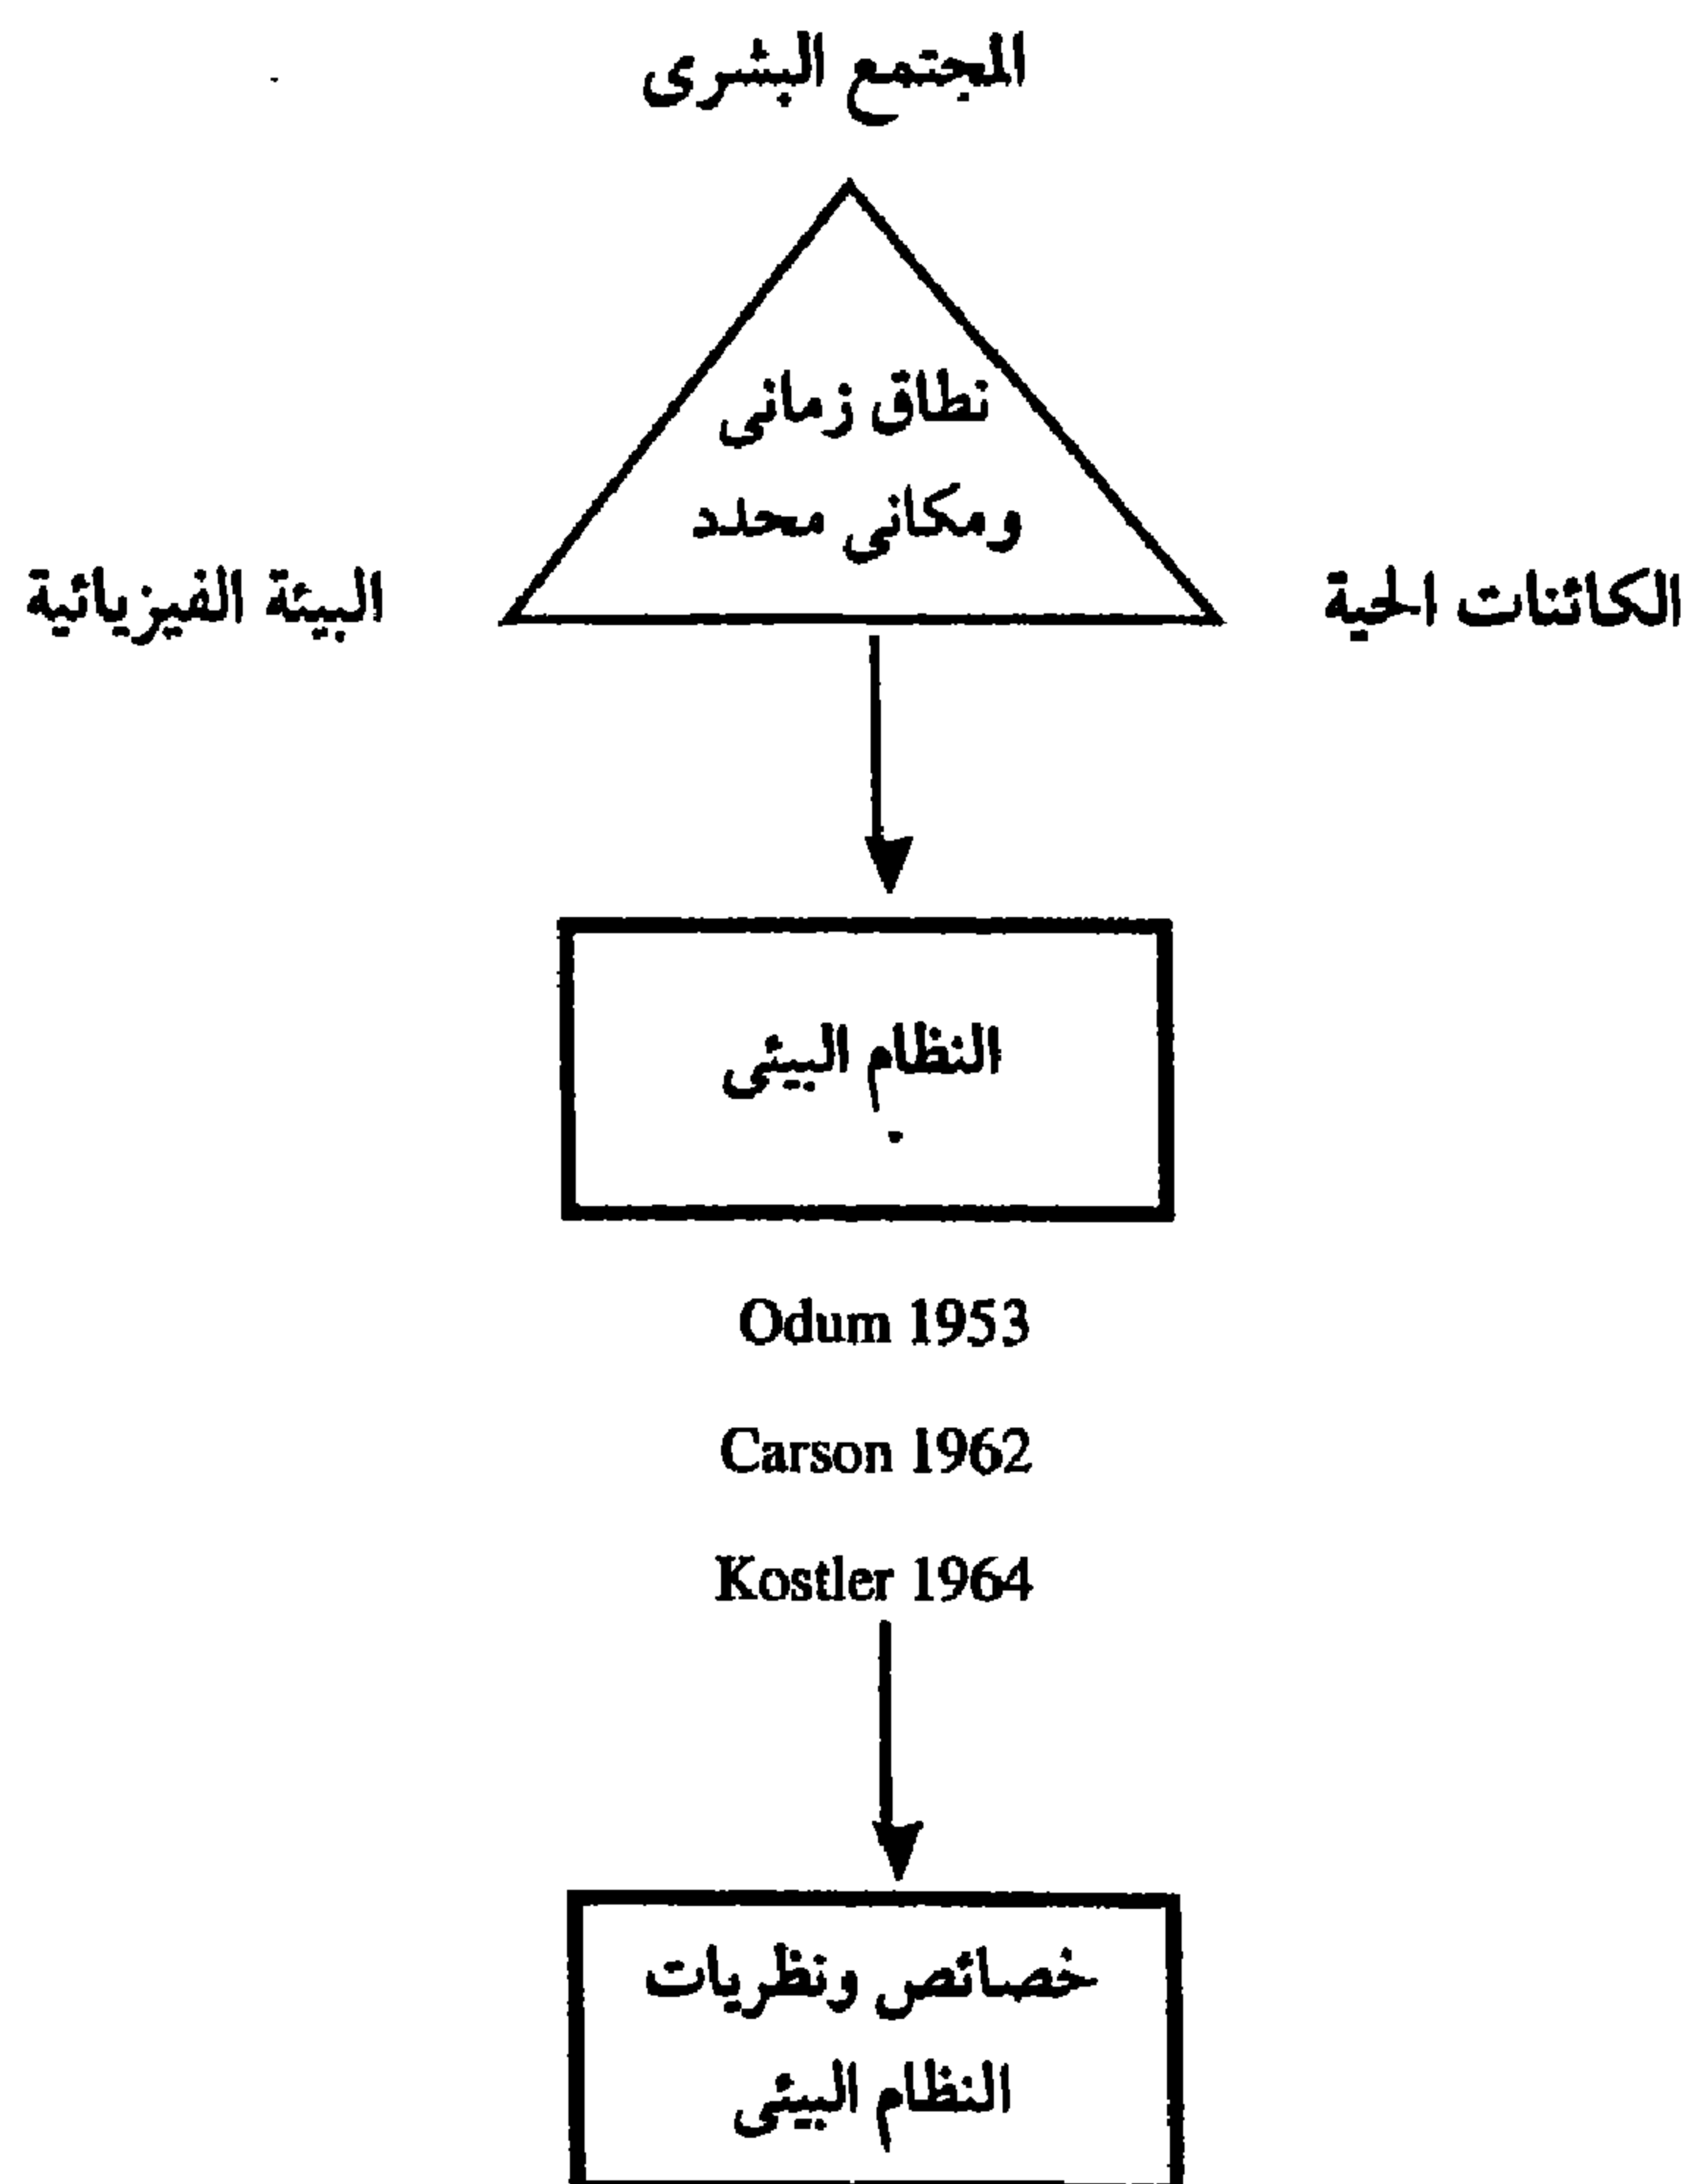 المجتمع البشرى
نطاق زمانى
ومكانى محدد
الكائنات الحية
البيئة الفيزيائية
النظام البيئى
Odum 1953
Carson 1962
Kostler 1964
خصائص ونظريات
النظام البيئى